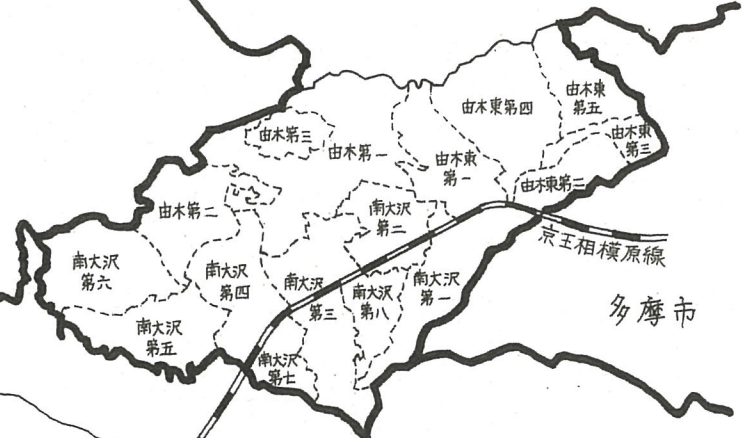 由木東第四
由木東
第五
由木東
第三
由木第三
由木第一
由木東
第一
由木東第二
由木第二
南大沢
第二
京王相模原線
南大沢
第六
南大沢
第四
南大沢
第三
南大沢
第八
南大沢
第一
多摩市
南大沢
第五
南大沢
第七